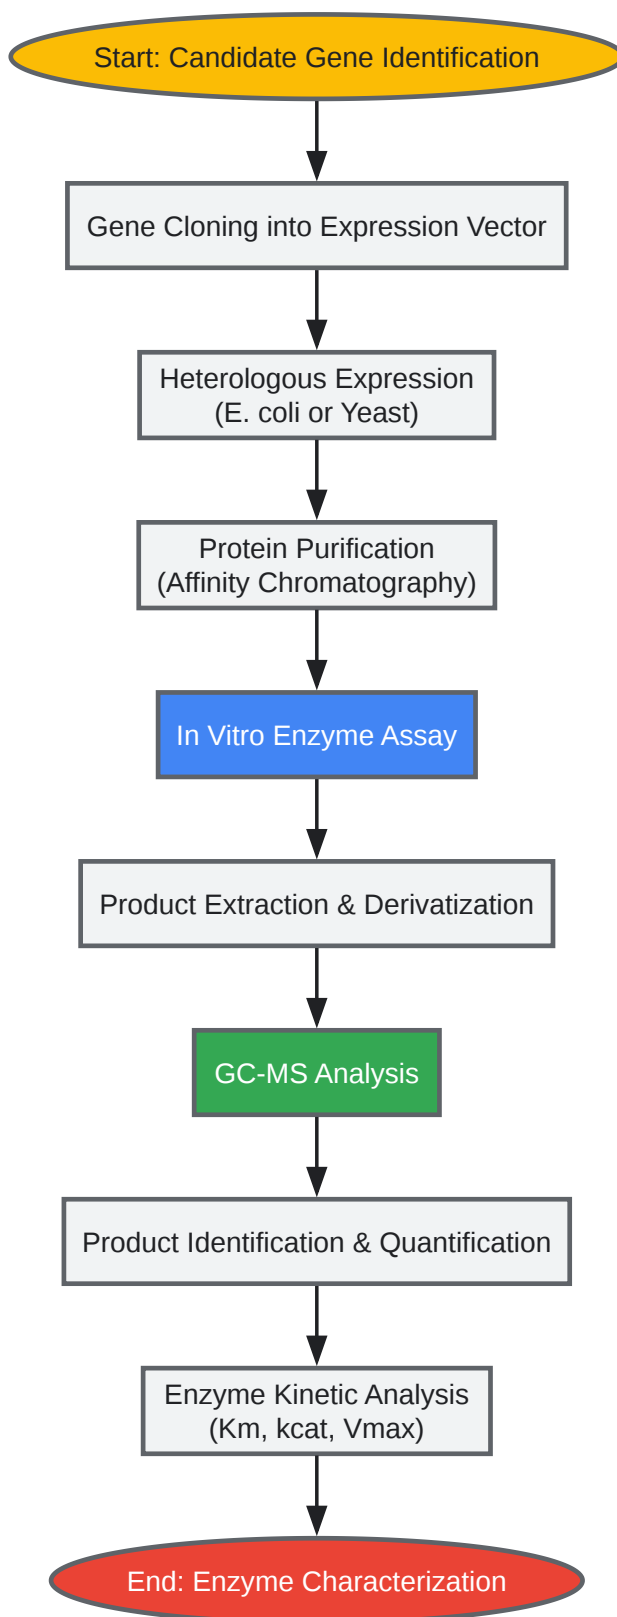 Start: Candidate Gene Identification
Gene Cloning into Expression Vector
Heterologous Expression
(E. coli or Yeast)
Protein Purification
(Affinity Chromatography)
In Vitro Enzyme Assay
Product Extraction & Derivatization
GC-MS Analysis
Product Identification & Quantification
Enzyme Kinetic Analysis
(Km, kcat, Vmax)
End: Enzyme Characterization